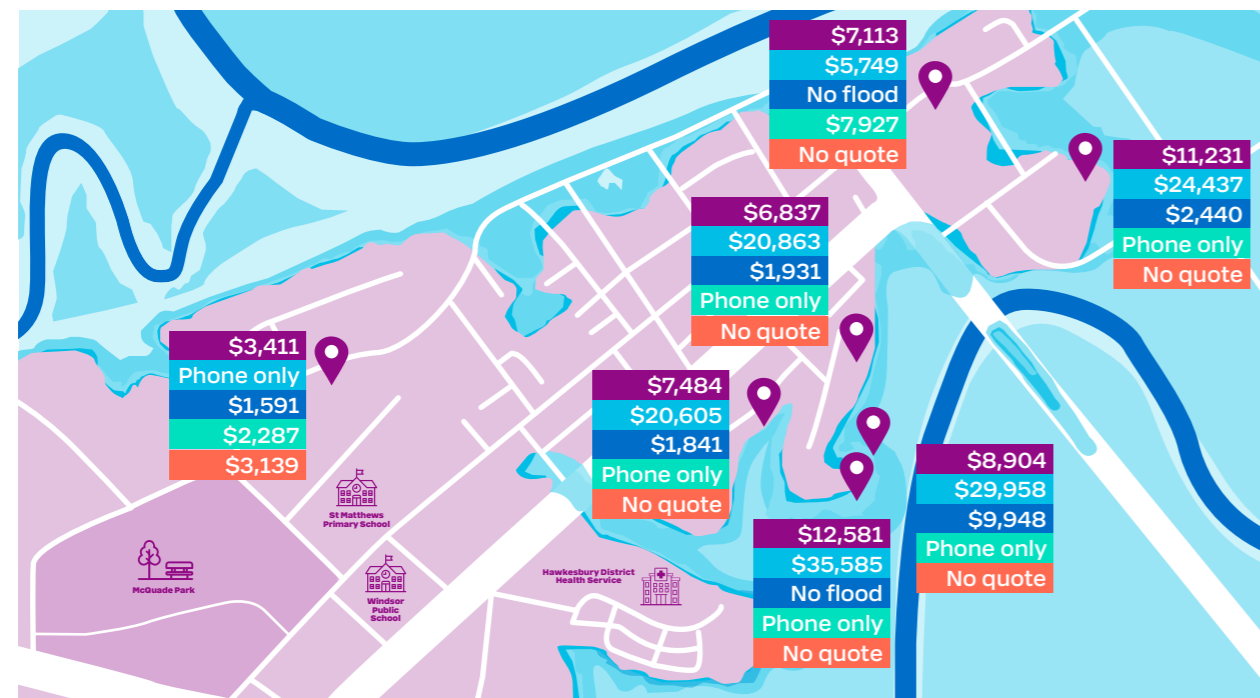 $7,113
$5,749
No flood
$7,927
No quote
$11,231
$24,437
$2,440
Phone only
No quote
$6,837
$20,863
$1,931
Phone only
No quote
$3,411
Phone only
$1,591
$2,287
$3,139
$7,484
$20,605
$1,841
Phone only
No quote
$8,904
$29,958
$9,948
Phone only
No quote
$12,581
$35,585
No flood
Phone only
No quote
St Matthews
Primary School
McQuade Park
Windsor
Public
School
Hawkesbury District
Health Service